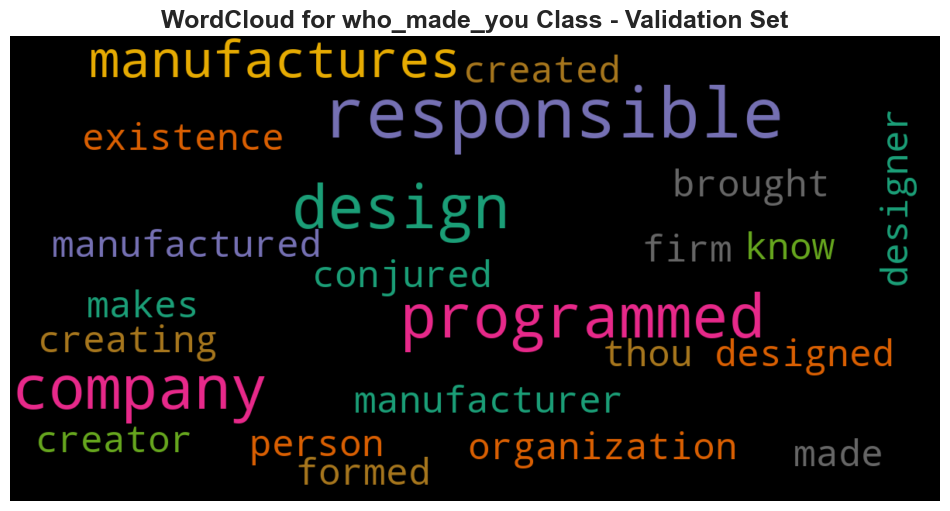 WordCloud for who_made_you Class - Validation Set
manufactures
created
responsible
existence
designer
brought
design
manufactured
firm
know
conjured
makes
programmed
creating
thou
designed
company
manufacturer
creator
person
organization
made
formed